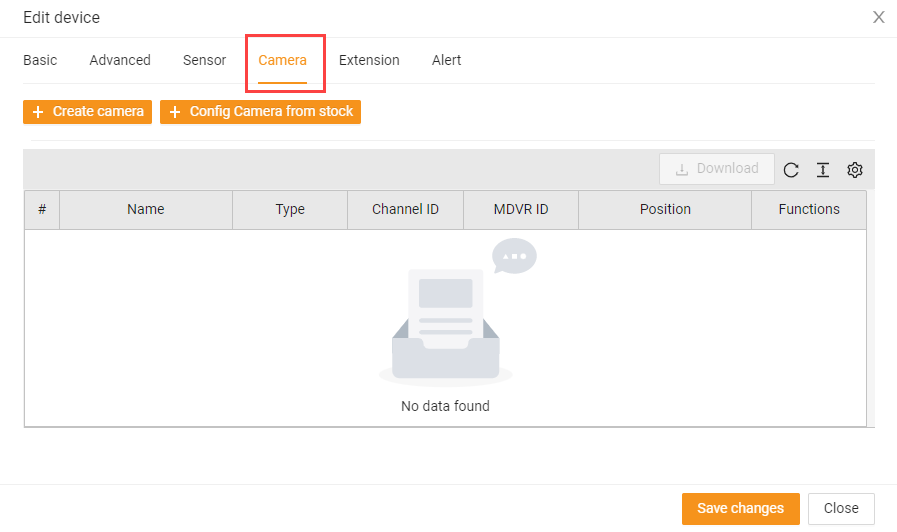 Edit device
Basic Advanced Sensor Camera Extension Alert
+ Create camera + Config Camera from stock
Download
# Name Type Channel ID MDVR ID Position Functions
No data found
Save changes Close